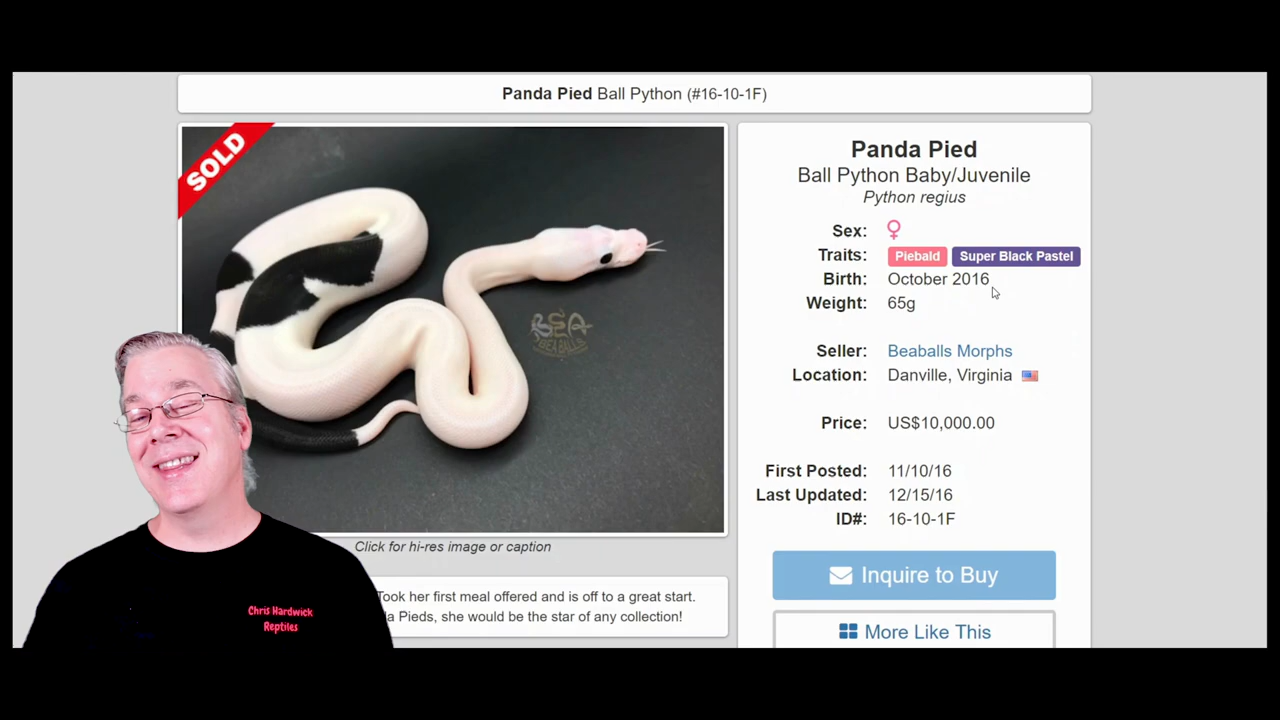 Panda Pied Ball Python (#16-10-1F)
SOLD
BEA
BEABALLS
Click for hi-res image or caption
Took her first meal offered and is off to a great start.
a Pieds, she would be the star of any collection!
Chris Hardwick
Reptiles
Panda Pied
Ball Python Baby/Juvenile
Python regius
Sex: ♀
Traits: Piebald Super Black Pastel
Birth: October 2016
Weight: 65g
Seller: Beaballs Morphs
Location: Danville, Virginia
Price: US$10,000.00
First Posted: 11/10/16
Last Updated: 12/15/16
ID#: 16-10-1F
Inquire to Buy
More Like This